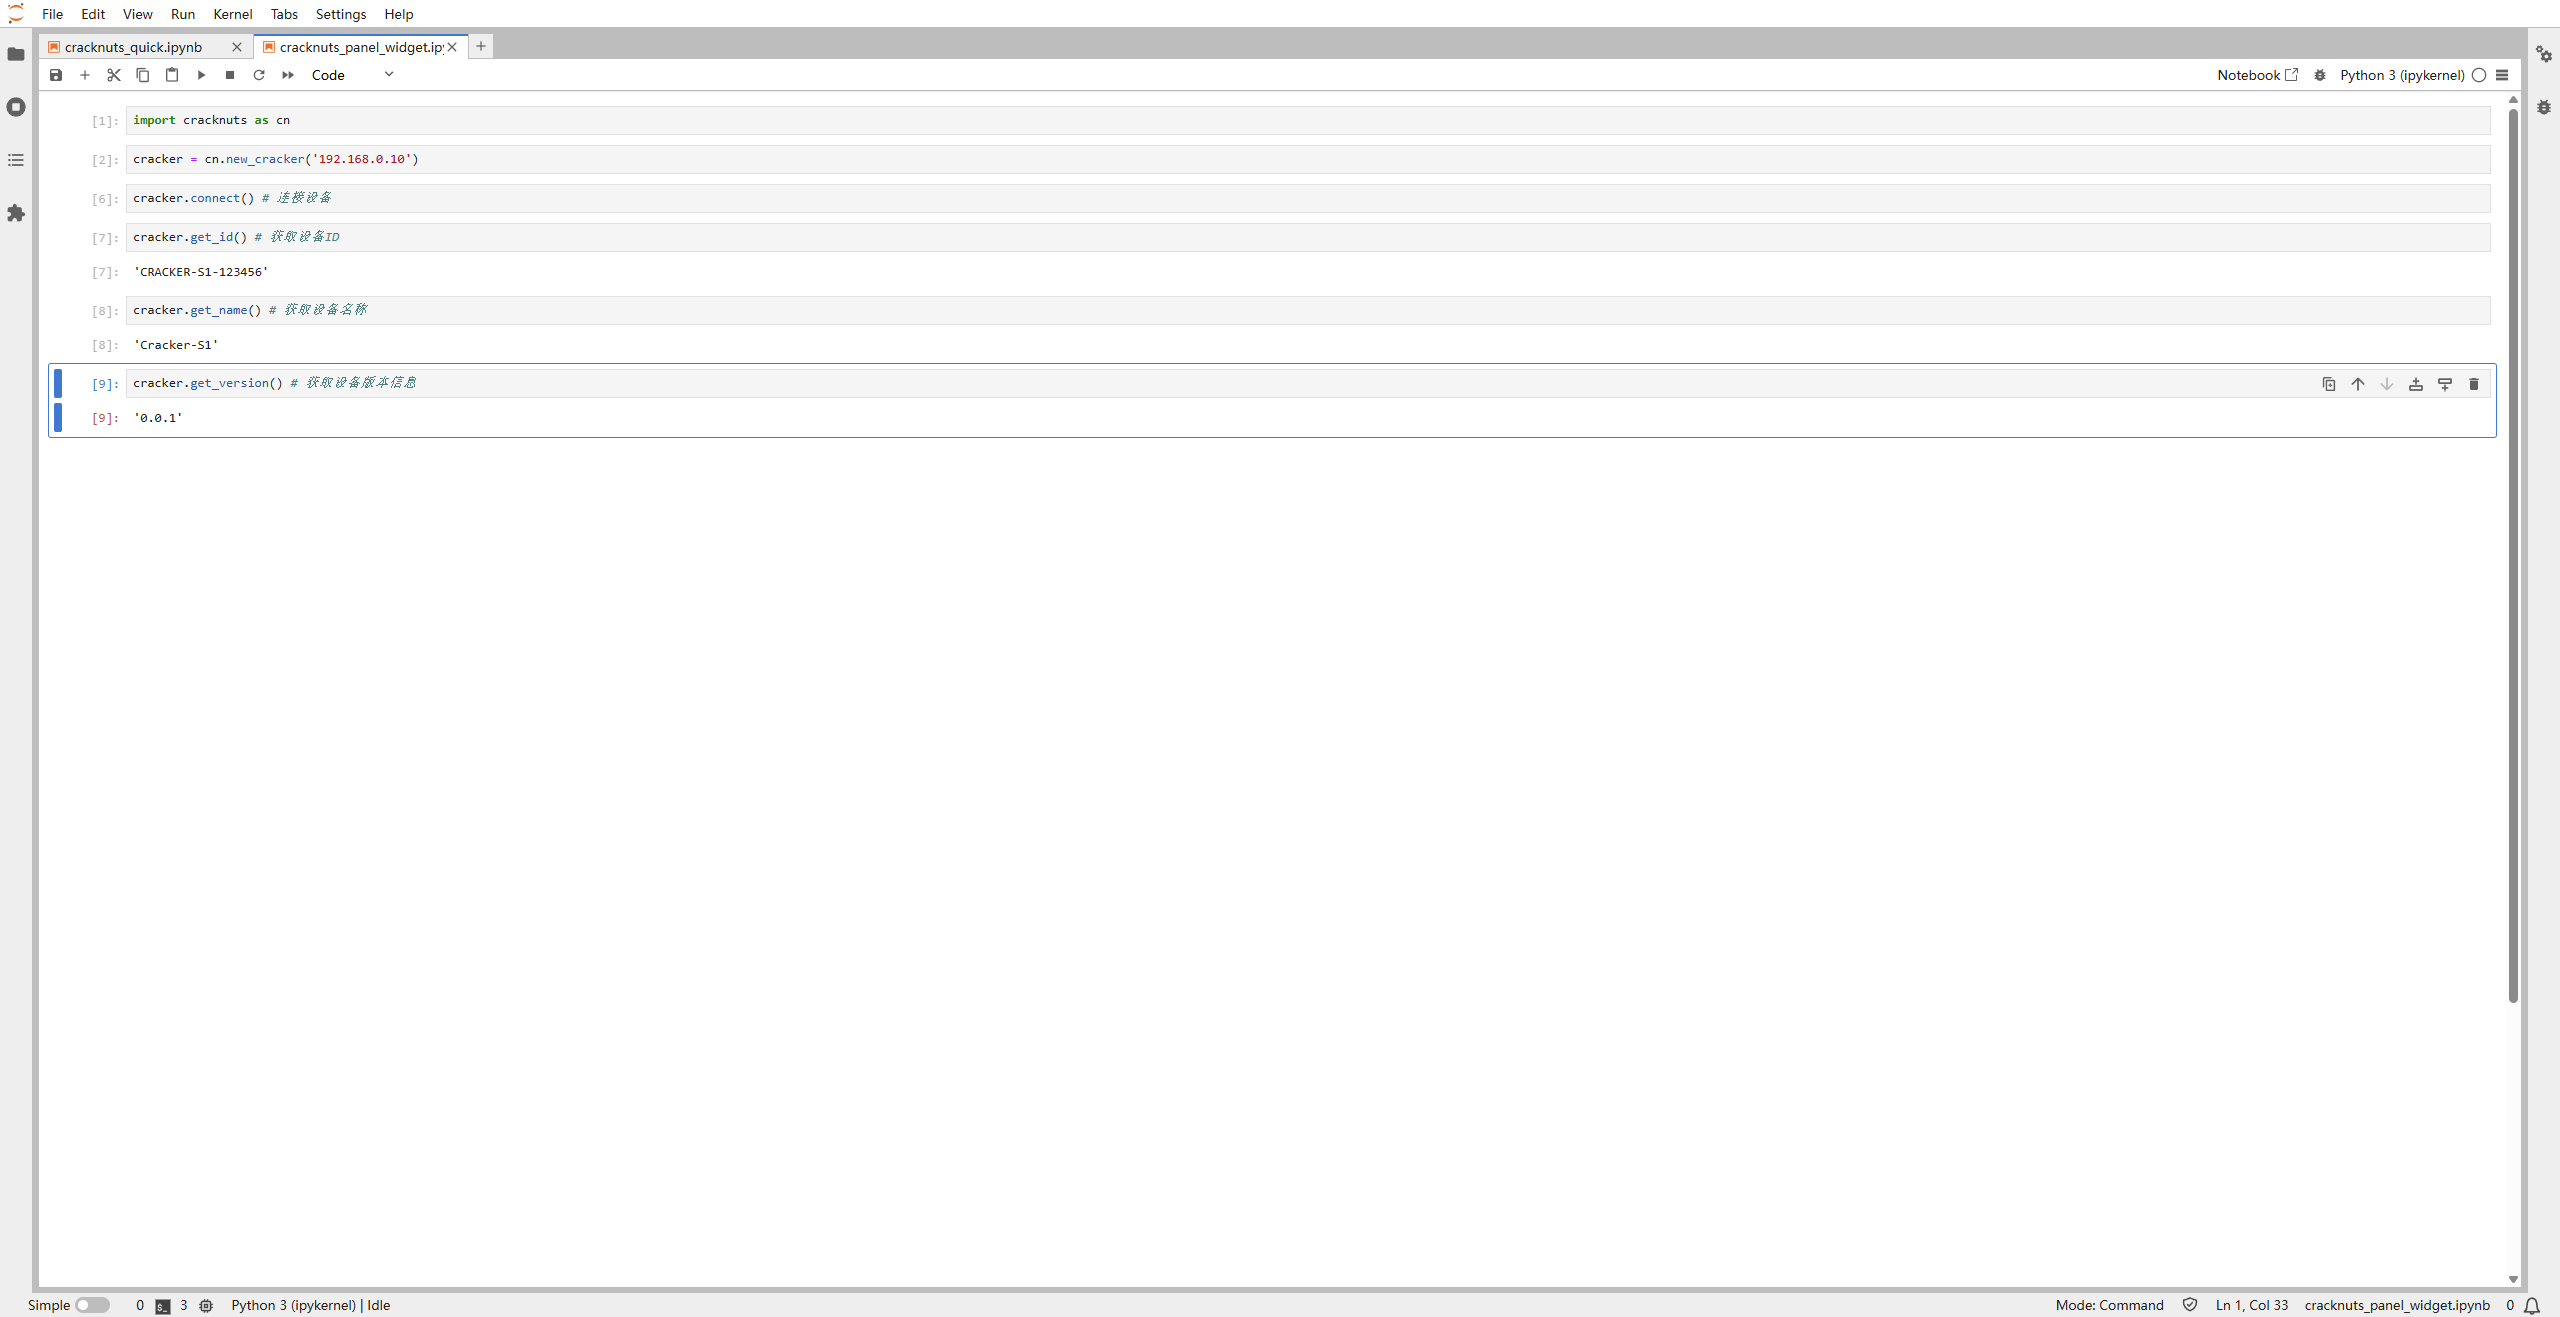 File Edit View Run Kernel Tabs Settings Help
cracknuts_quick.ipynb cracknuts_panel_widget.ipy
Code Notebook Python 3 (ipykernel)
[1]: import cracknuts as cn
[2]: cracker = cn.new_cracker('192.168.0.10')
[6]: cracker.connect() # 连接设备
[7]: cracker.get_id() # 获取设备ID
[7]: 'CRACKER-S1-123456'
[8]: cracker.get_name() # 获取设备名称
[8]: 'Cracker-S1'
[9]: cracker.get_version() # 获取设备版本信息
[9]: '0.0.1'
Simple 0 3 Python 3 (ipykernel) | Idle Mode: Command Ln 1, Col 33 cracknuts_panel_widget.ipynb 0